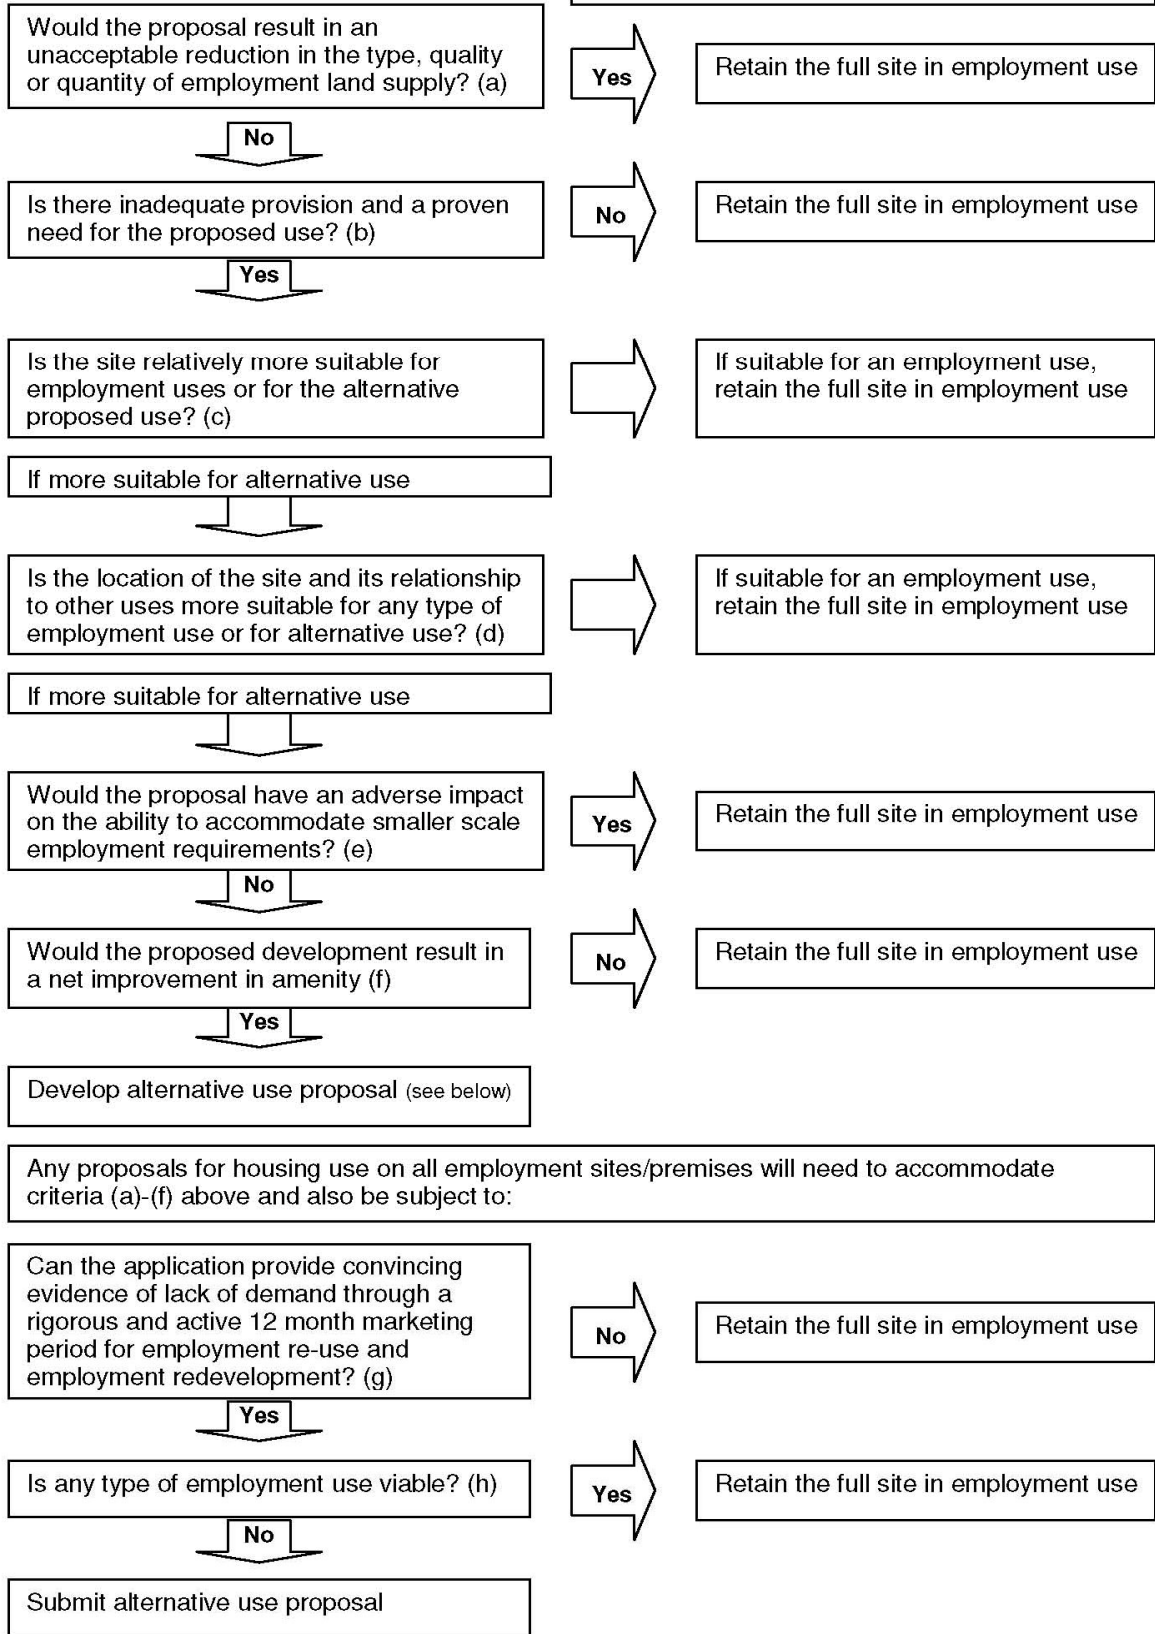 Would the proposal result in an
unacceptable reduction in the type, quality
or quantity of employment land supply? (a)
Yes
Retain the full site in employment use
No
Is there inadequate provision and a proven
need for the proposed use? (b)
No
Retain the full site in employment use
Yes
Is the site relatively more suitable for
employment uses or for the alternative
proposed use? (c)
If suitable for an employment use,
retain the full site in employment use
If more suitable for alternative use
Is the location of the site and its relationship
to other uses more suitable for any type of
employment use or for alternative use? (d)
If suitable for an employment use,
retain the full site in employment use
If more suitable for alternative use
Would the proposal have an adverse impact
on the ability to accommodate smaller scale
employment requirements? (e)
Yes
Retain the full site in employment use
No
Would the proposed development result in
a net improvement in amenity (f)
No
Retain the full site in employment use
Yes
Develop alternative use proposal (see below)
Any proposals for housing use on all employment sites/premises will need to accommodate
criteria (a)-(f) above and also be subject to:
Can the application provide convincing
evidence of lack of demand through a
rigorous and active 12 month marketing
period for employment re-use and
employment redevelopment? (g)
No
Retain the full site in employment use
Yes
Is any type of employment use viable? (h)
Yes
Retain the full site in employment use
No
Submit alternative use proposal